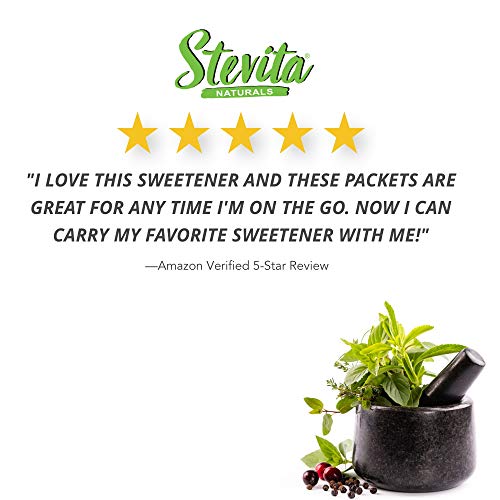 Stevita®
NATURALS
"I LOVE THIS SWEETENER AND THESE PACKETS ARE
GREAT FOR ANY TIME I'M ON THE GO. NOW I CAN
CARRY MY FAVORITE SWEETENER WITH ME!"
—Amazon Verified 5-Star Review